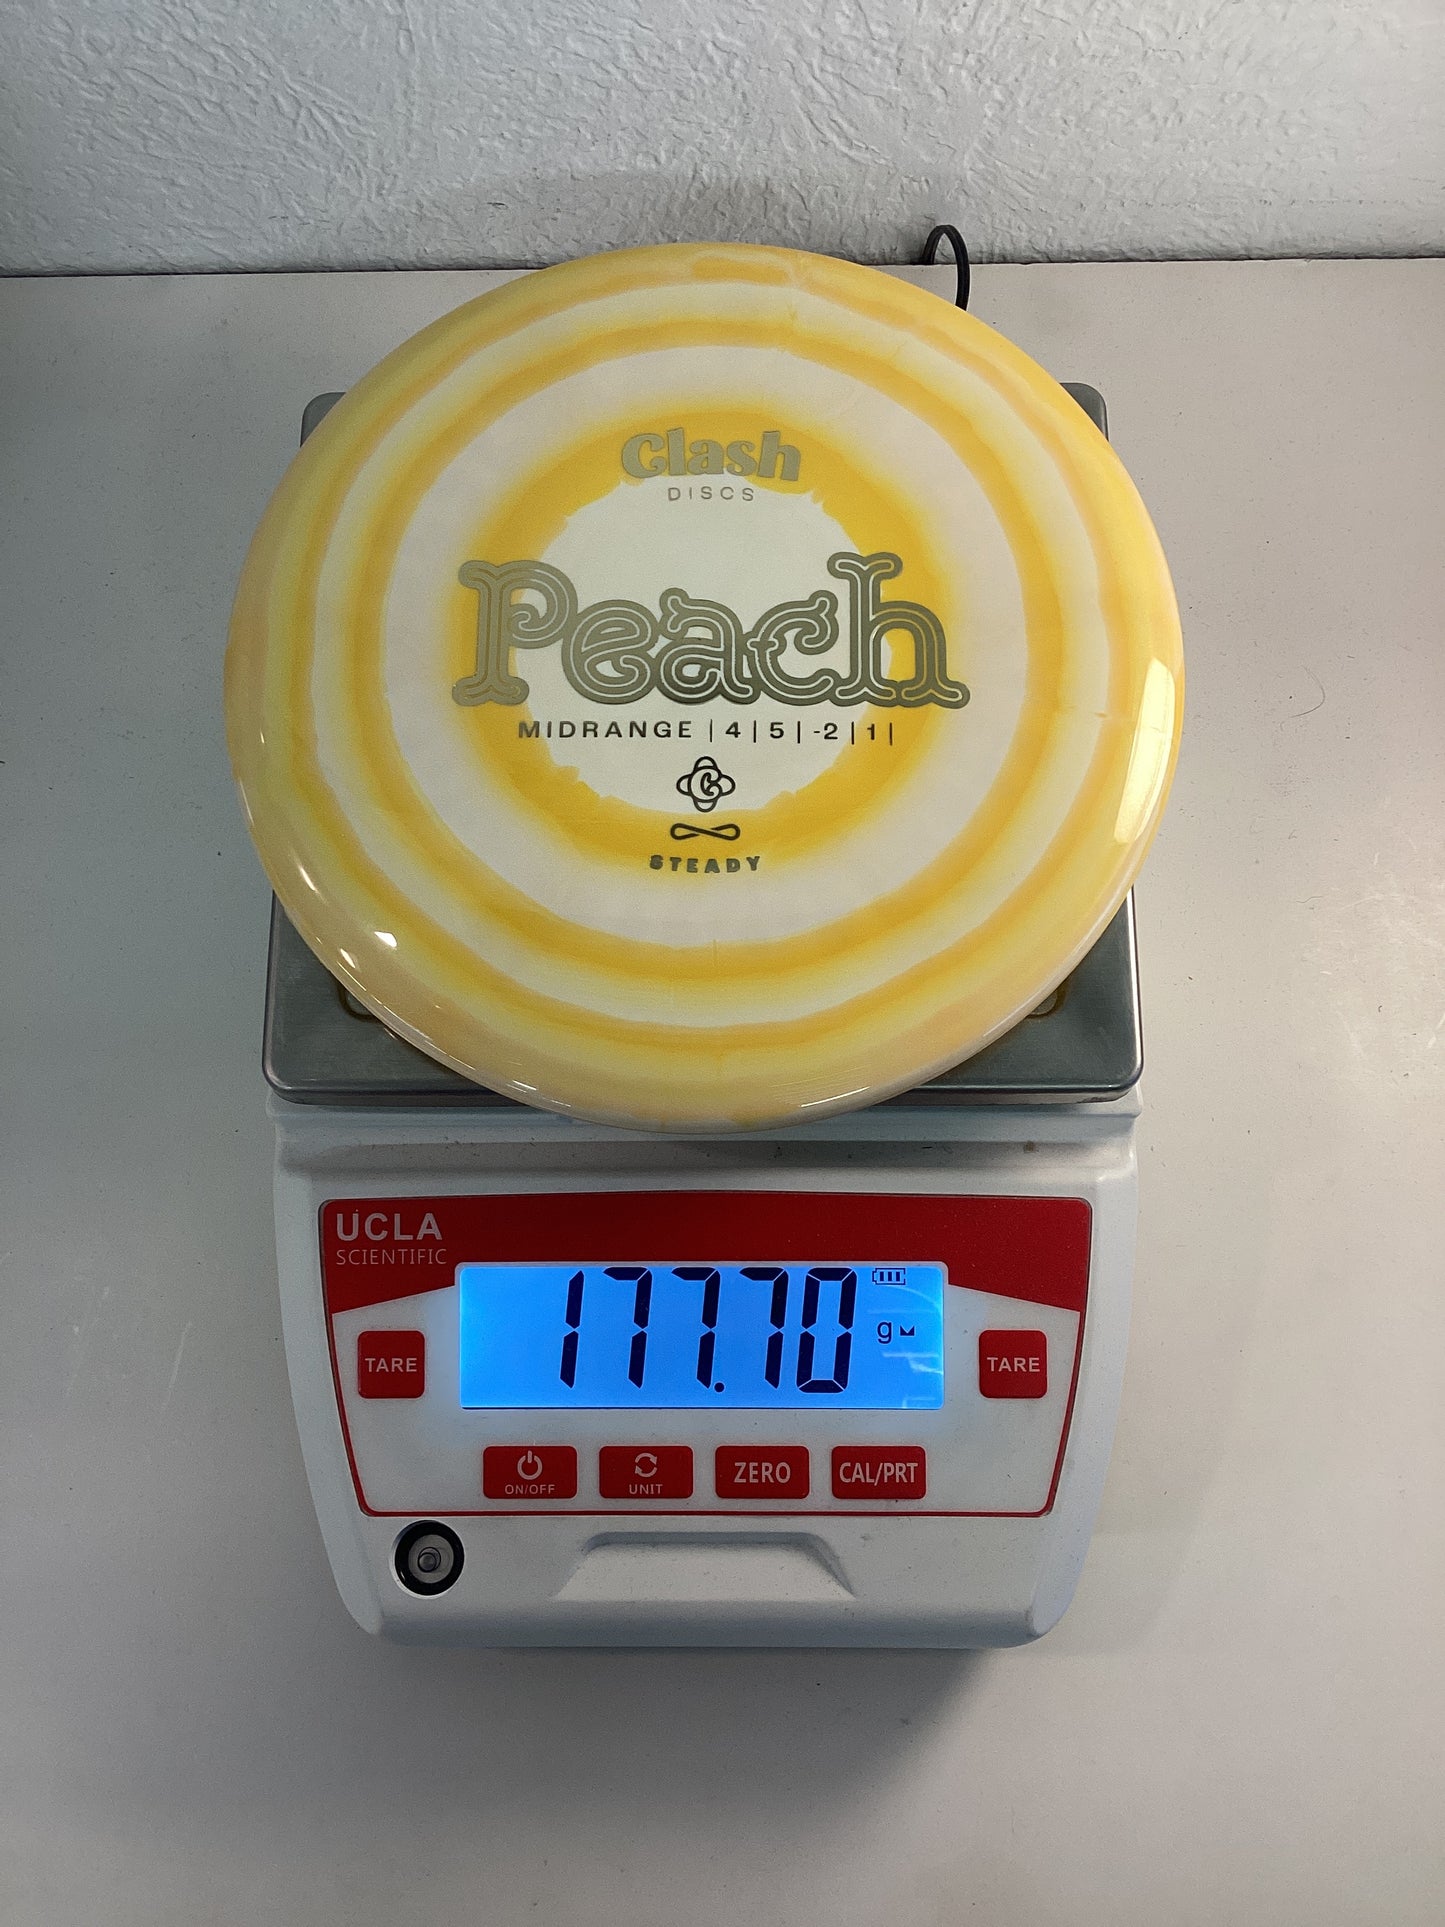 Clash
DISCS
Peach
MIDRANGE | 4 | 5 | -2 | 1 |
STEADY
UCLA
SCIENTIFIC
177.70
g
TARE
TARE
ON/OFF
UNIT
ZERO
CAL/PRT